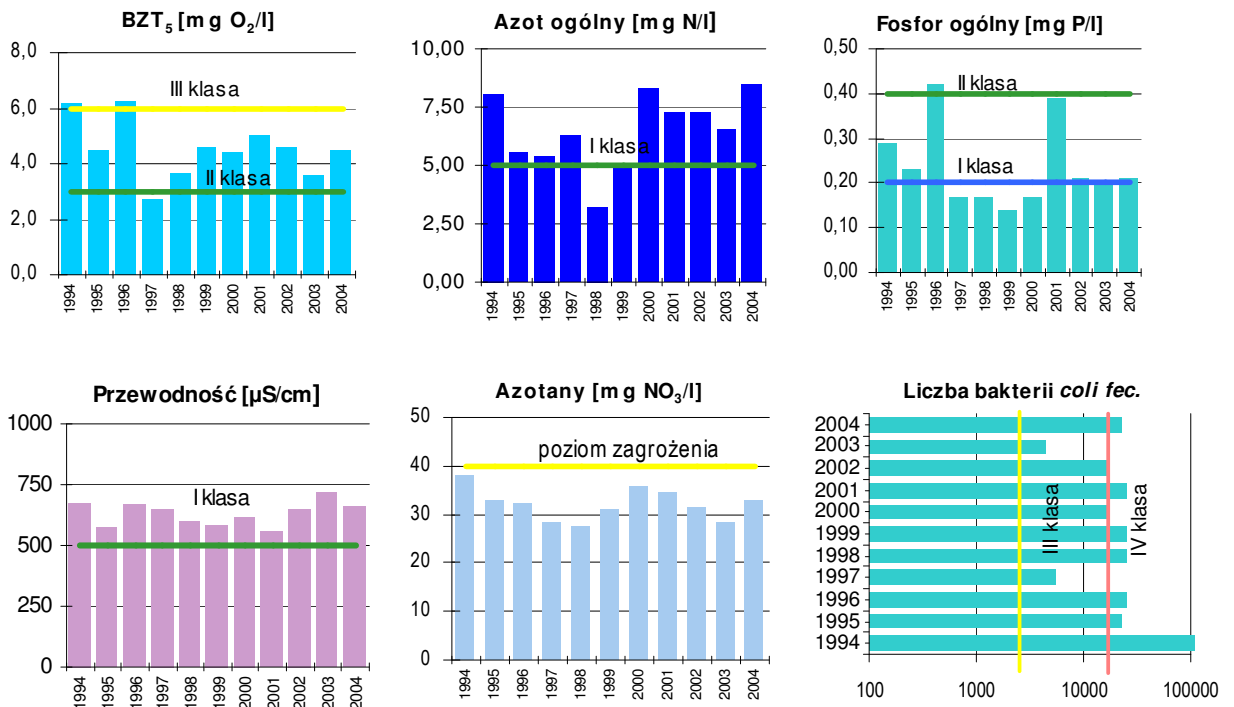 BZT5 [mg O2/l]
8,0
6,0
4,0
2,0
0,0
III klasa
II klasa
1994 1995 1996 1997 1998 1999 2000 2001 2002 2003 2004
Azot ogólny [mg N/l]
10,00
7,50
5,00
2,50
0,00
I klasa
1994 1995 1996 1997 1998 1999 2000 2001 2002 2003 2004
Fosfor ogólny [mg P/l]
0,50
0,40
0,30
0,20
0,10
0,00
II klasa
I klasa
1994 1995 1996 1997 1998 1999 2000 2001 2002 2003 2004
Przewodność [µS/cm]
1000
750
500
250
0
I klasa
1994 1995 1996 1997 1998 1999 2000 2001 2002 2003 2004
Azotany [mg NO3/l]
50
40
30
20
10
0
poziom zagrożenia
1994 1995 1996 1997 1998 1999 2000 2001 2002 2003 2004
Liczba bakterii coli fec.
2004
2003
2002
2001
2000
1999
1998
1997
1996
1995
1994
III klasa
IV klasa
100 1000 10000 100000